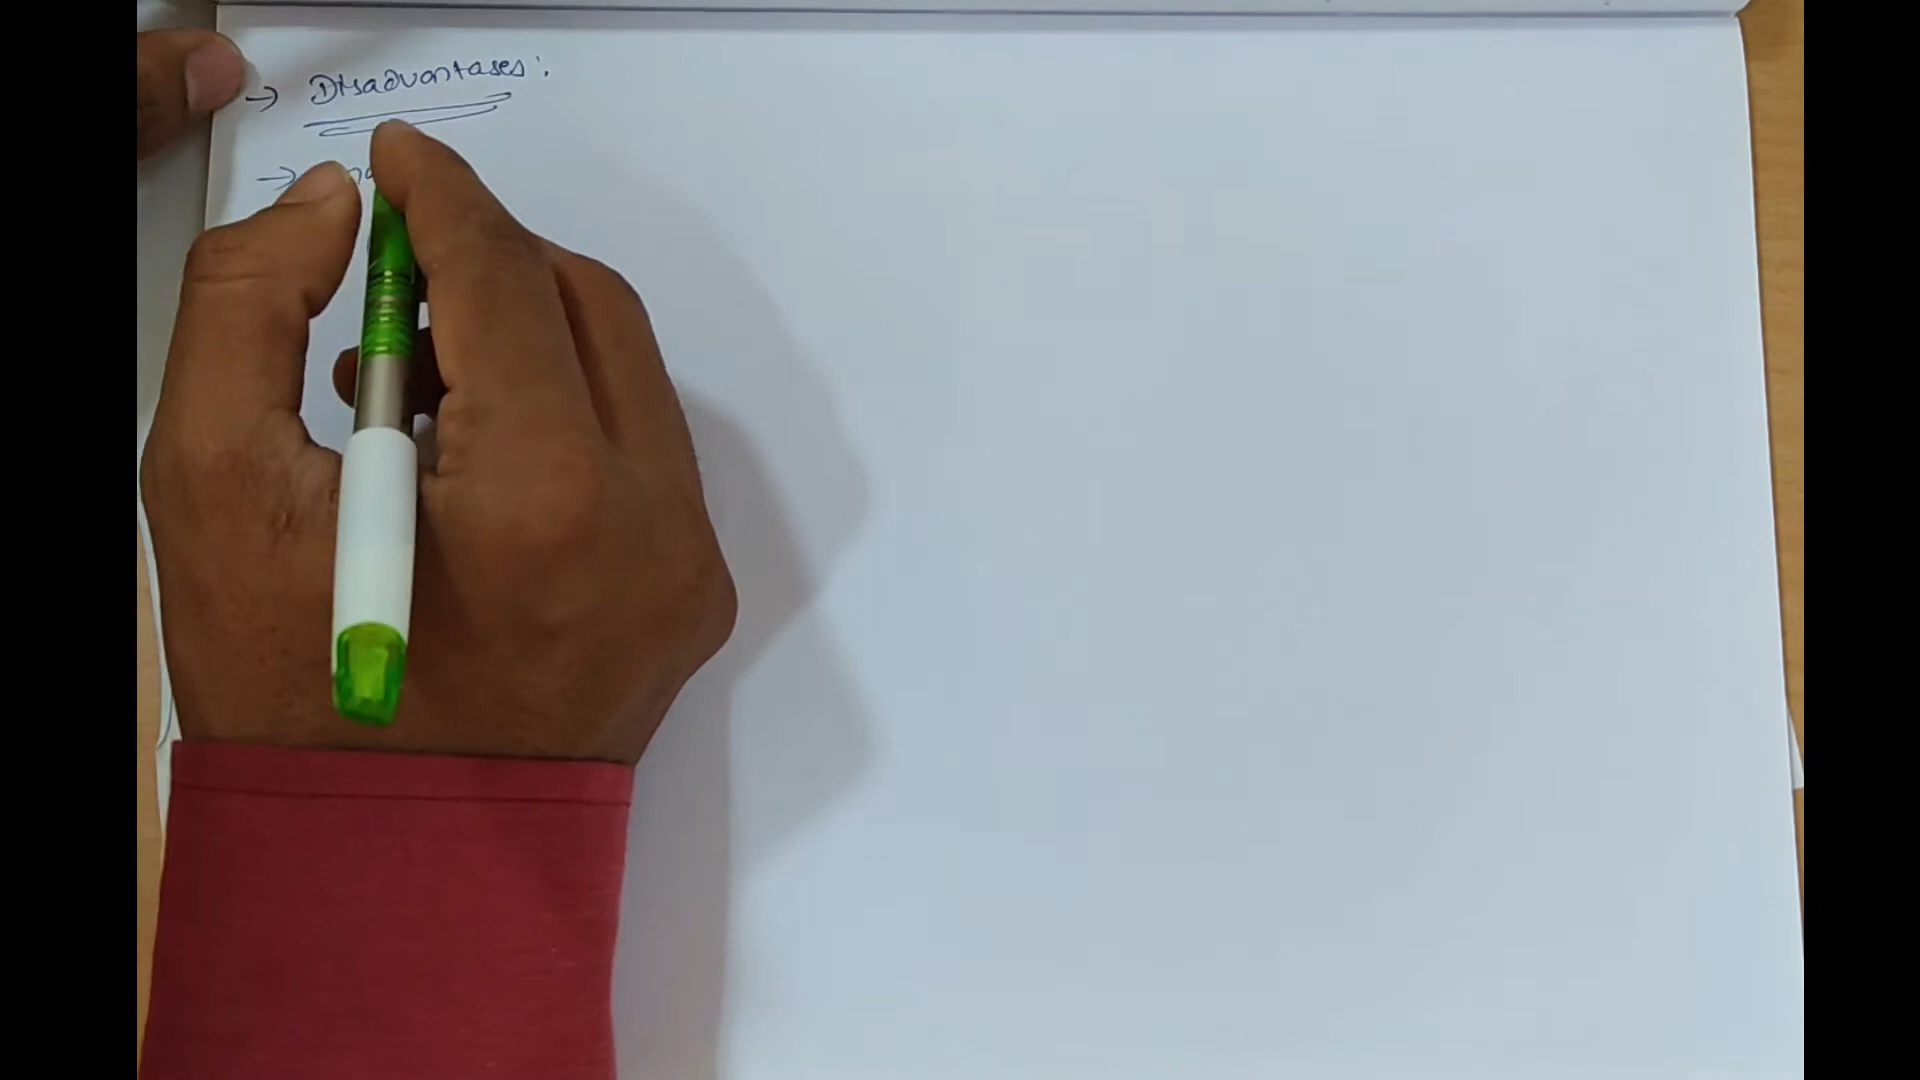 → Disadvantages:
→